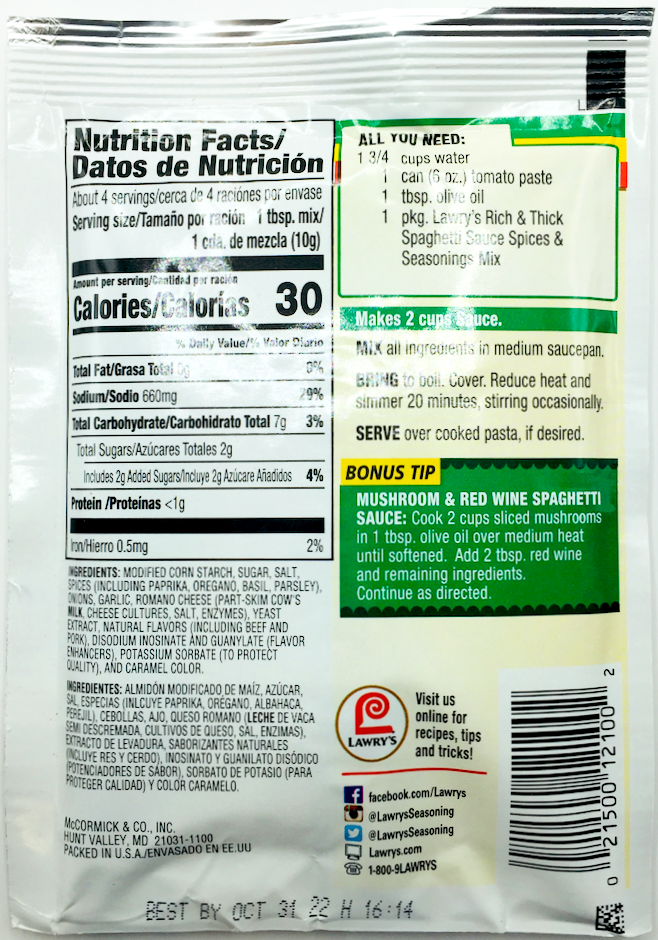 Nutrition Facts/
Datos de Nutrición
About 4 servings/cerca de 4 raciónes por envase
Serving size/Tamaño por ración 1 tbsp. mix/
1 cda. de mezcla (10g)
Amount per serving/Cantidad por ración
Calories/Calorías 30
% Daily Value/% Valor Diario
Total Fat/Grasa Total 0g 0%
Sodium/Sodio 660mg 29%
Total Carbohydrate/Carbohidrato Total 7g 3%
Total Sugars/Azúcares Totales 2g
Includes 2g Added Sugars/Incluye 2g Azúcare Añadidos 4%
Protein /Proteínas <1g
Iron/Hierro 0.5mg 2%
INGREDIENTS: MODIFIED CORN STARCH, SUGAR, SALT,
SPICES (INCLUDING PAPRIKA, OREGANO, BASIL, PARSLEY),
ONIONS, GARLIC, ROMANO CHEESE (PART-SKIM COW'S
MILK, CHEESE CULTURES, SALT, ENZYMES), YEAST
EXTRACT, NATURAL FLAVORS (INCLUDING BEEF AND
PORK), DISODIUM INOSINATE AND GUANYLATE (FLAVOR
ENHANCERS), POTASSIUM SORBATE (TO PROTECT
QUALITY), AND CARAMEL COLOR.
INGREDIENTES: ALMIDÓN MODIFICADO DE MAÍZ, AZÚCAR,
SAL, ESPECIAS (INLCUYE PAPRIKA, ORÉGANO, ALBAHACA,
PEREJIL), CEBOLLAS, AJO, QUESO ROMANO (LECHE DE VACA
SEMI DESCREMADA, CULTIVOS DE QUESO, SAL, ENZIMAS),
EXTRACTO DE LEVADURA, SABORIZANTES NATURALES
(INCLUYE RES Y CERDO), INOSINATO Y GUANILATO DISÓDICO
(POTENCIADORES DE SABOR), SORBATO DE POTASIO (PARA
PROTEGER CALIDAD) Y COLOR CARAMELO.
McCORMICK & CO., INC.
HUNT VALLEY, MD 21031-1100
PACKED IN U.S.A./ENVASADO EN EE.UU
ALL YOU NEED:
1 3/4 cups water
1 can (6 oz.) tomato paste
1 tbsp. olive oil
1 pkg. Lawry's Rich & Thick
Spaghetti Sauce Spices &
Seasonings Mix
Makes 2 cups Sauce.
MIX all ingredients in medium saucepan.
BRING to boil. Cover. Reduce heat and
simmer 20 minutes, stirring occasionally.
SERVE over cooked pasta, if desired.
BONUS TIP
MUSHROOM & RED WINE SPAGHETTI
SAUCE: Cook 2 cups sliced mushrooms
in 1 tbsp. olive oil over medium heat
until softened. Add 2 tbsp. red wine
and remaining ingredients.
Continue as directed.
LAWRY'S
Visit us
online for
recipes, tips
and tricks!
facebook.com/Lawrys
@LawrysSeasoning
@LawrysSeasoning
Lawrys.com
1-800-9LAWRYS
0 21500 12100 2
BEST BY OCT 31 22 H 16:14